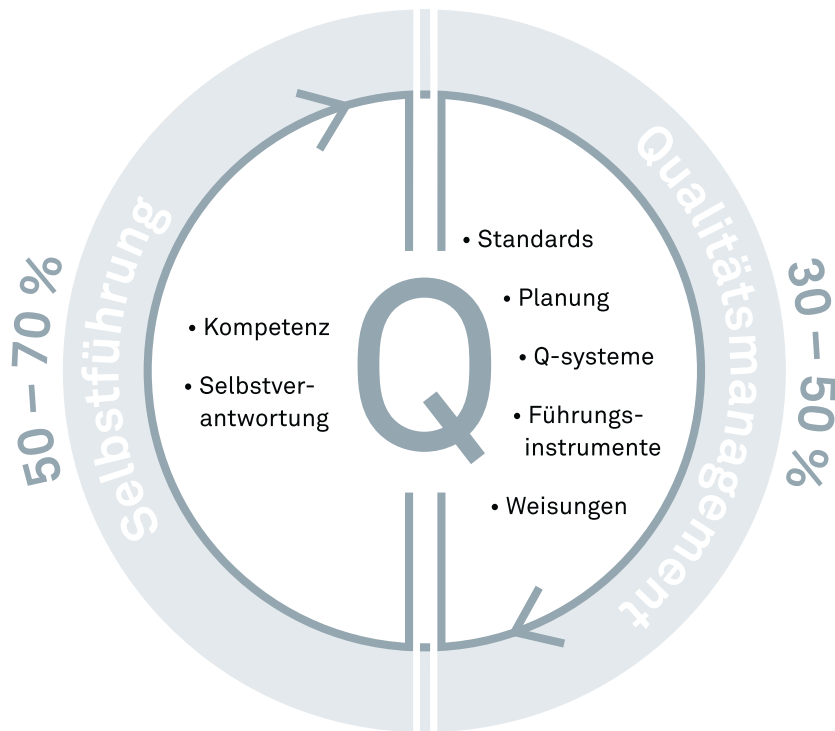 50 – 70 %
Selbstführung
• Kompetenz
• Selbstver-
antwortung
Q
• Standards
• Planung
• Q-systeme
• Führungs-
instrumente
• Weisungen
Qualitätsmanagement
30 – 50 %